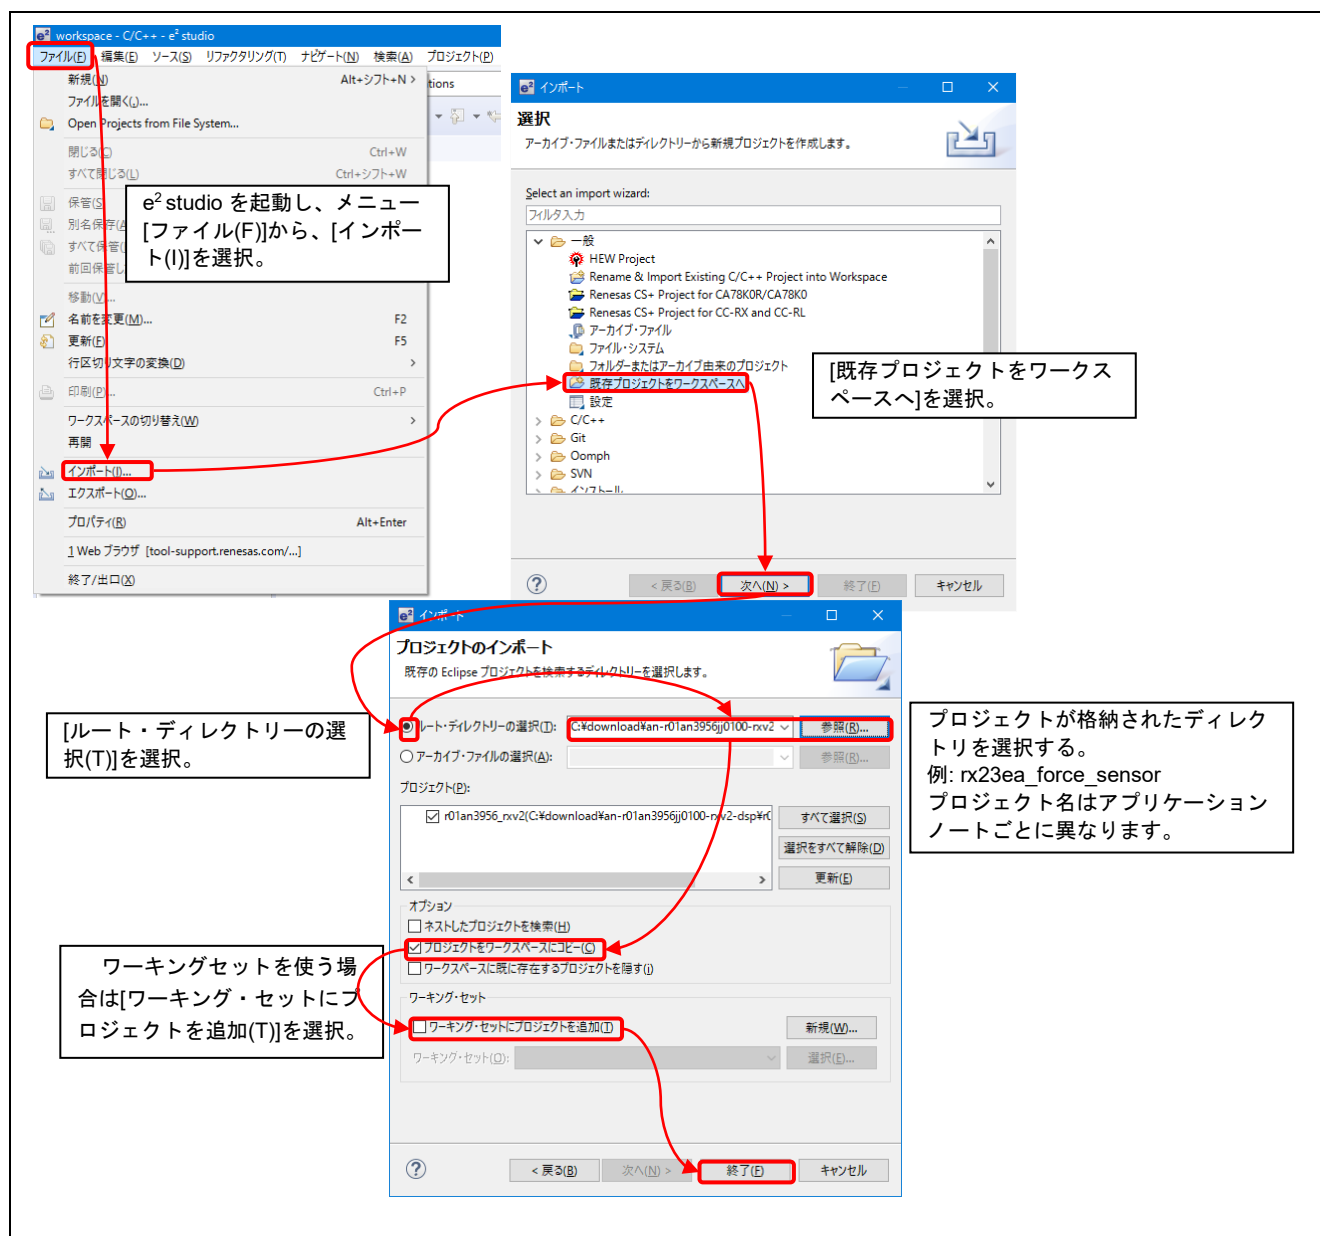 workspace - C/C++ - e² studio
ファイル(F) 編集(E) ソース(S) リファクタリング(T) ナビゲート(N) 検索(A) プロジェクト(P)
新規(N) Alt+シフト+N >
ファイルを開く(.)...
Open Projects from File System...
閉じる(C) Ctrl+W
すべて閉じる(L) Ctrl+シフト+W
保管(S)
別名保存(A
すべて保管(
前回保管し
移動(V)...
名前を変更(M)... F2
更新(F) F5
行区切り文字の変換(D) >
印刷(P)... Ctrl+P
ワークスペースの切り替え(W) >
再開
インポート(I)...
エクスポート(O)...
プロパティ(R) Alt+Enter
1 Web ブラウザ [tool-support.renesas.com/...]
終了/出口(X)
tions
e² studio を起動し、メニュー
[ファイル(F)]から、[インポー
ト(I)]を選択。
インポート
選択
アーカイブ・ファイルまたはディレクトリーから新規プロジェクトを作成します。
Select an import wizard:
フィルタ入力
一般
HEW Project
Rename & Import Existing C/C++ Project into Workspace
Renesas CS+ Project for CA78K0R/CA78K0
Renesas CS+ Project for CC-RX and CC-RL
アーカイブ・ファイル
ファイル・システム
フォルダーまたはアーカイブ由来のプロジェクト
既存プロジェクトをワークスペースへ
設定
C/C++
Git
Oomph
SVN
インストール
< 戻る(B) 次へ(N) > 終了(F) キャンセル
[既存プロジェクトをワークス
ペースへ]を選択。
インポート
プロジェクトのインポート
既存の Eclipse プロジェクトを検索するディレクトリーを選択します。
ルート・ディレクトリーの選択(T): C:¥download¥an-r01an3956jj0100-rxv2 参照(R)...
アーカイブ・ファイルの選択(A): 参照(R)...
プロジェクト(P):
r01an3956_rxv2(C:¥download¥an-r01an3956jj0100-rxv2-dsp¥r0 すべて選択(S)
選択をすべて解除(D)
更新(E)
オプション
ネストしたプロジェクトを検索(H)
プロジェクトをワークスペースにコピー(C)
ワークスペースに既に存在するプロジェクトを隠す(i)
ワーキング・セット
ワーキング・セットにプロジェクトを追加(T) 新規(W)...
ワーキング・セット(O): 選択(E)...
< 戻る(B) 次へ(N) > 終了(F) キャンセル
[ルート・ディレクトリーの選
択(T)]を選択。
プロジェクトが格納されたディレク
トリを選択する。
例: rx23ea_force_sensor
プロジェクト名はアプリケーション
ノートごとに異なります。
ワーキングセットを使う場
合は[ワーキング・セットにプ
ロジェクトを追加(T)]を選択。